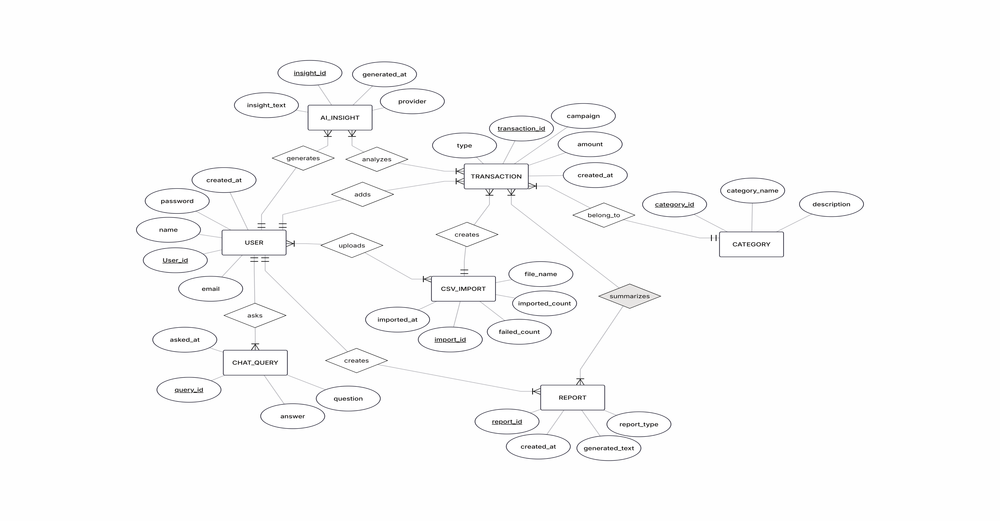 insight_id
generated_at
insight_text
provider
AI_INSIGHT
campaign
transaction_id
type
amount
generates
analyzes
created_at
TRANSACTION
created_at
adds
category_name
password
category_id
description
belong_to
name
creates
USER
uploads
CATEGORY
User_id
file_name
email
CSV_IMPORT
summarizes
imported_count
asks
imported_at
failed_count
asked_at
import_id
CHAT_QUERY
creates
query_id
question
REPORT
answer
report_id
report_type
created_at
generated_text